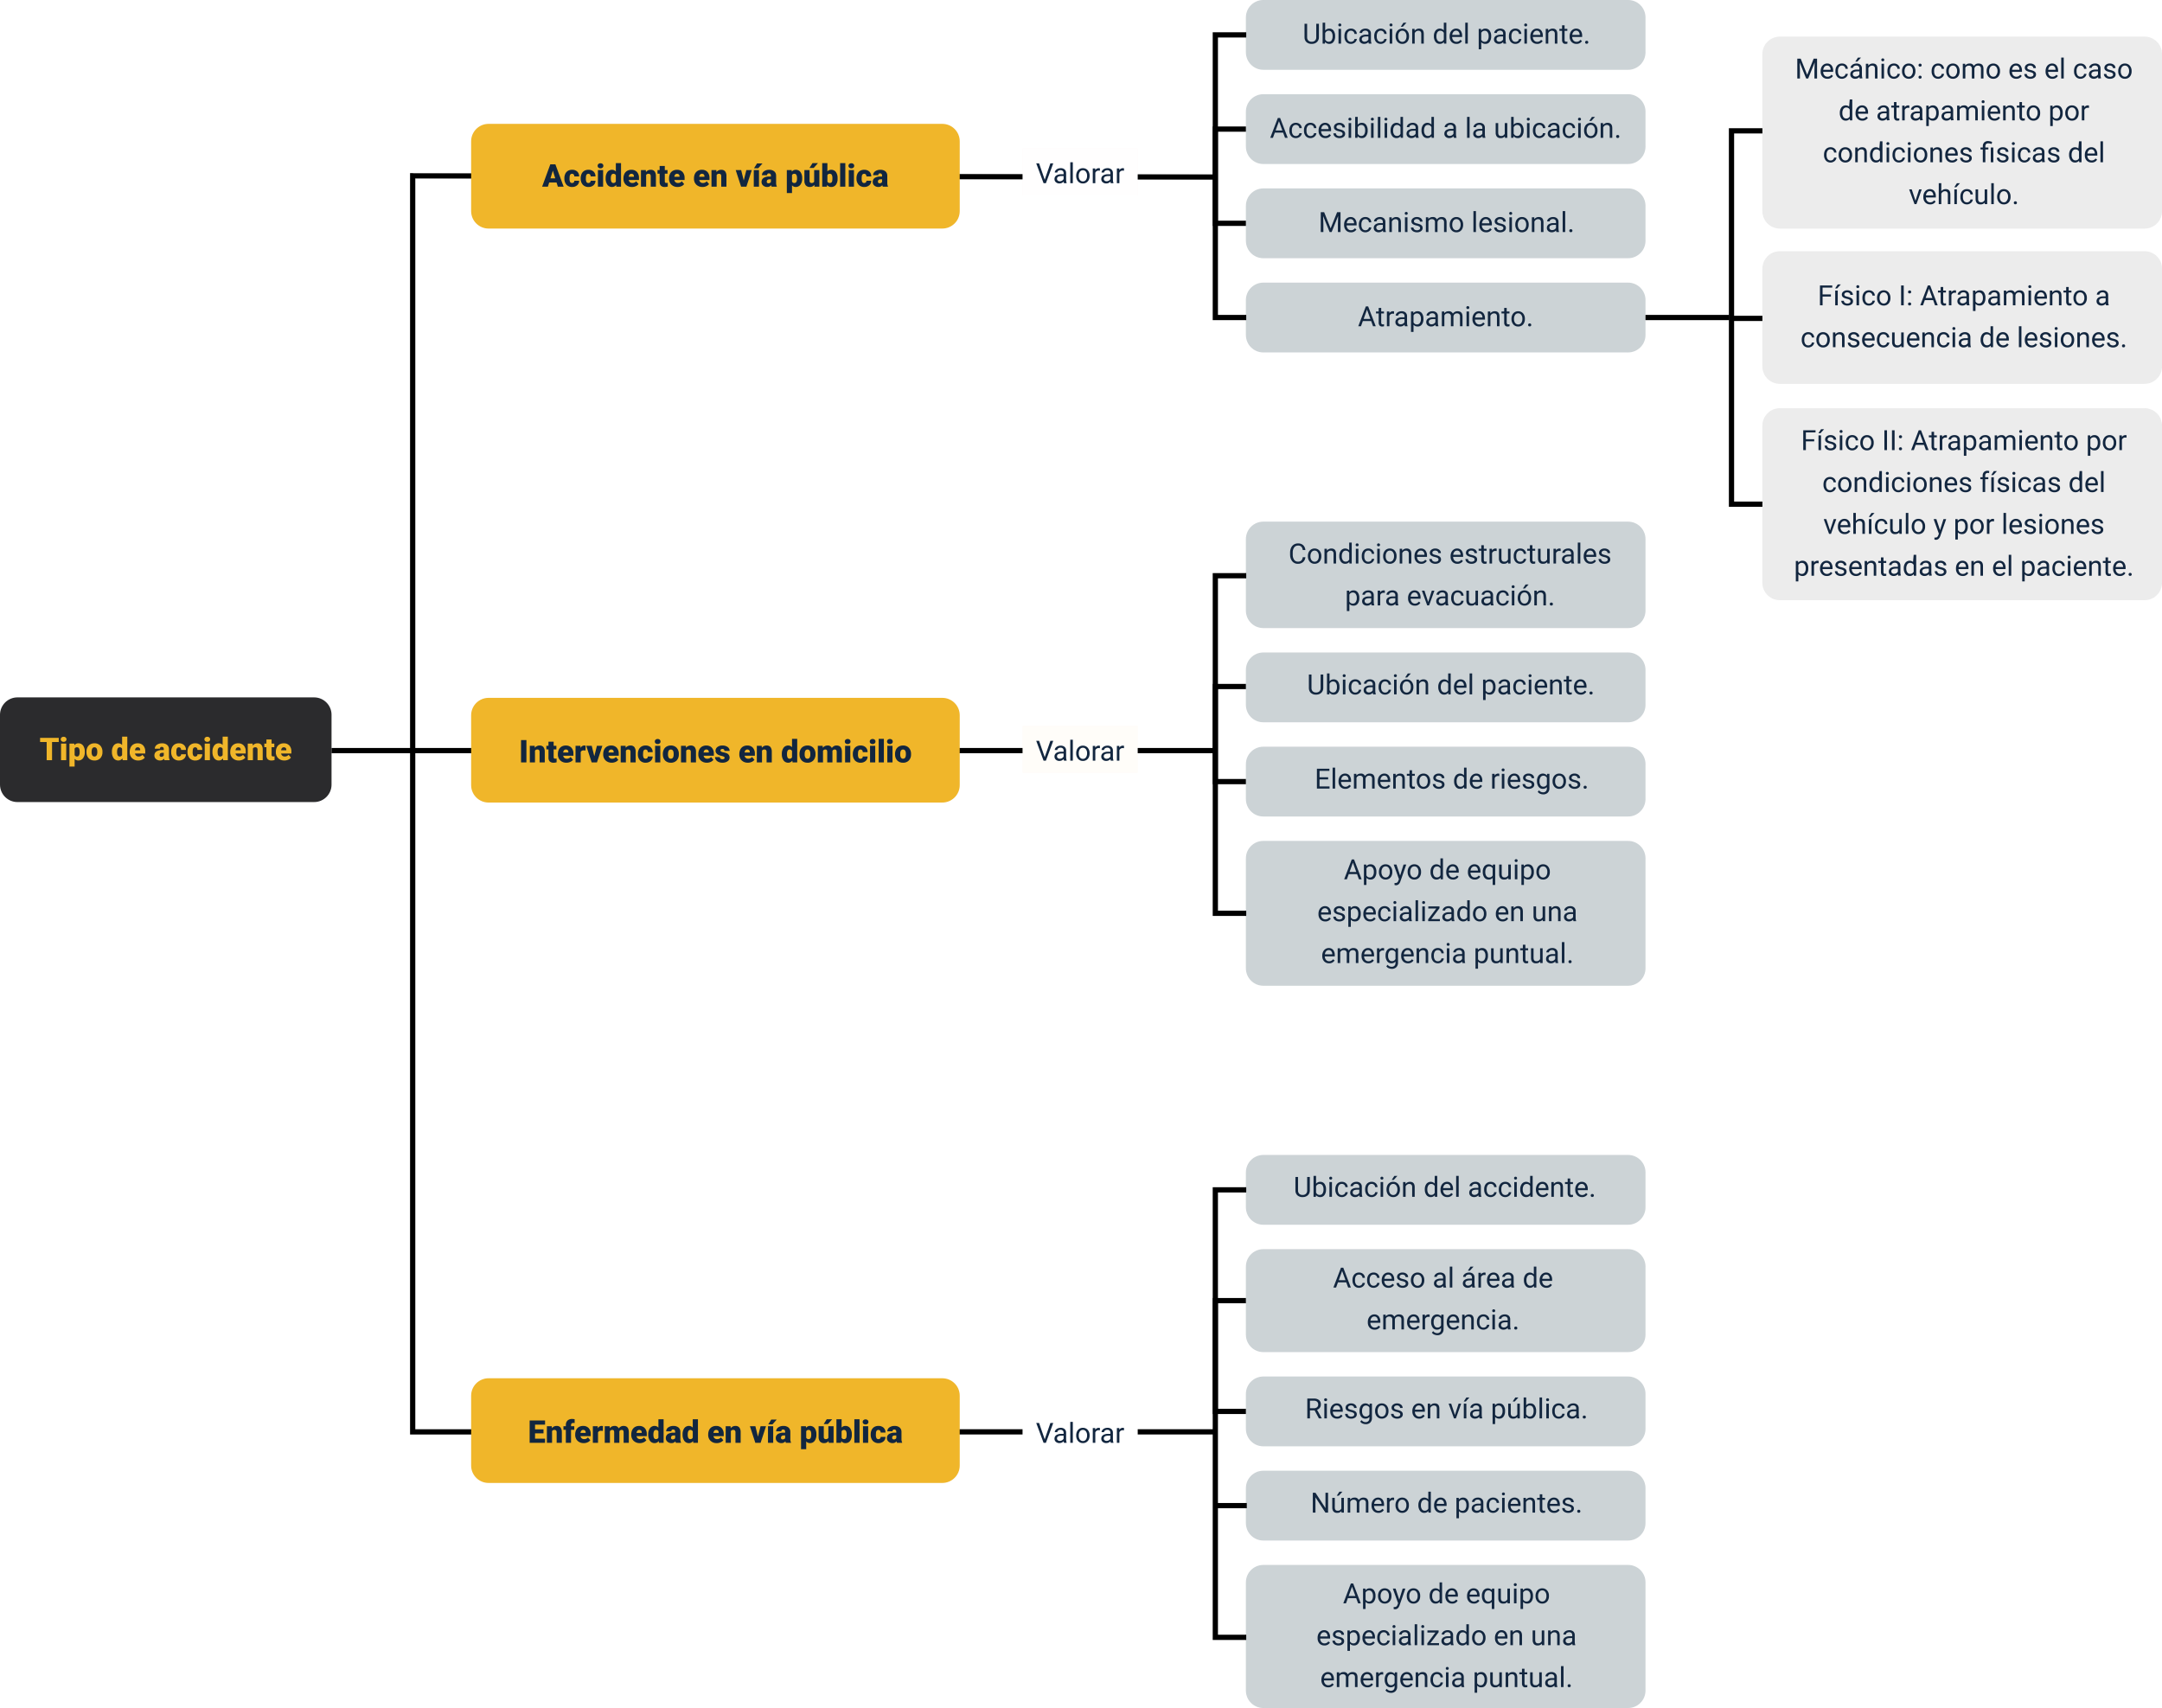 Tipo de accidente
Accidente en vía pública
Valorar
Ubicación del paciente.
Accesibilidad a la ubicación.
Mecanismo lesional.
Atrapamiento.
Mecánico: como es el caso
de atrapamiento por
condiciones fisicas del
vehículo.
Físico I: Atrapamiento a
consecuencia de lesiones.
Físico II: Atrapamiento por
condiciones físicas del
vehículo y por lesiones
presentadas en el paciente.
Intervenciones en domicilio
Valorar
Condiciones estructurales
para evacuación.
Ubicación del paciente.
Elementos de riesgos.
Apoyo de equipo
especializado en una
emergencia puntual.
Enfermedad en vía pública
Valorar
Ubicación del accidente.
Acceso al área de
emergencia.
Riesgos en vía pública.
Número de pacientes.
Apoyo de equipo
especializado en una
emergencia puntual.